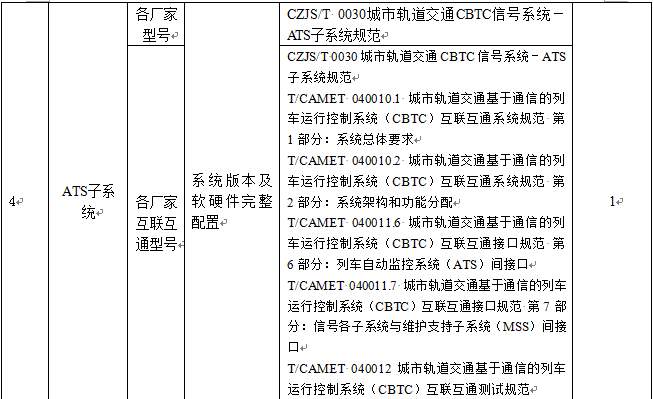 各厂家
型号
CZJS/T 0030城市轨道交通CBTC信号系统－
ATS子系统规范
4
ATS子系
统
各厂家
互联互
通型号
系统版本及
软硬件完整
配置
CZJS/T 0030 城市轨道交通 CBTC 信号系统－ATS
子系统规范
T/CAMET 040010.1 城市轨道交通基于通信的列
车运行控制系统（CBTC）互联互通系统规范 第
1 部分：系统总体要求
T/CAMET 040010.2 城市轨道交通基于通信的列
车运行控制系统（CBTC）互联互通系统规范 第
2 部分：系统架构和功能分配
T/CAMET 040011.6 城市轨道交通基于通信的列
车运行控制系统（CBTC）互联互通接口规范 第
6 部分：列车自动监控系统（ATS）间接口
T/CAMET 040011.7 城市轨道交通基于通信的列车
运行控制系统（CBTC）互联互通接口规范 第 7 部
分：信号各子系统与维护支持子系统（MSS）间接
口
T/CAMET 040012 城市轨道交通基于通信的列车
运行控制系统（CBTC）互联互通测试规范
1